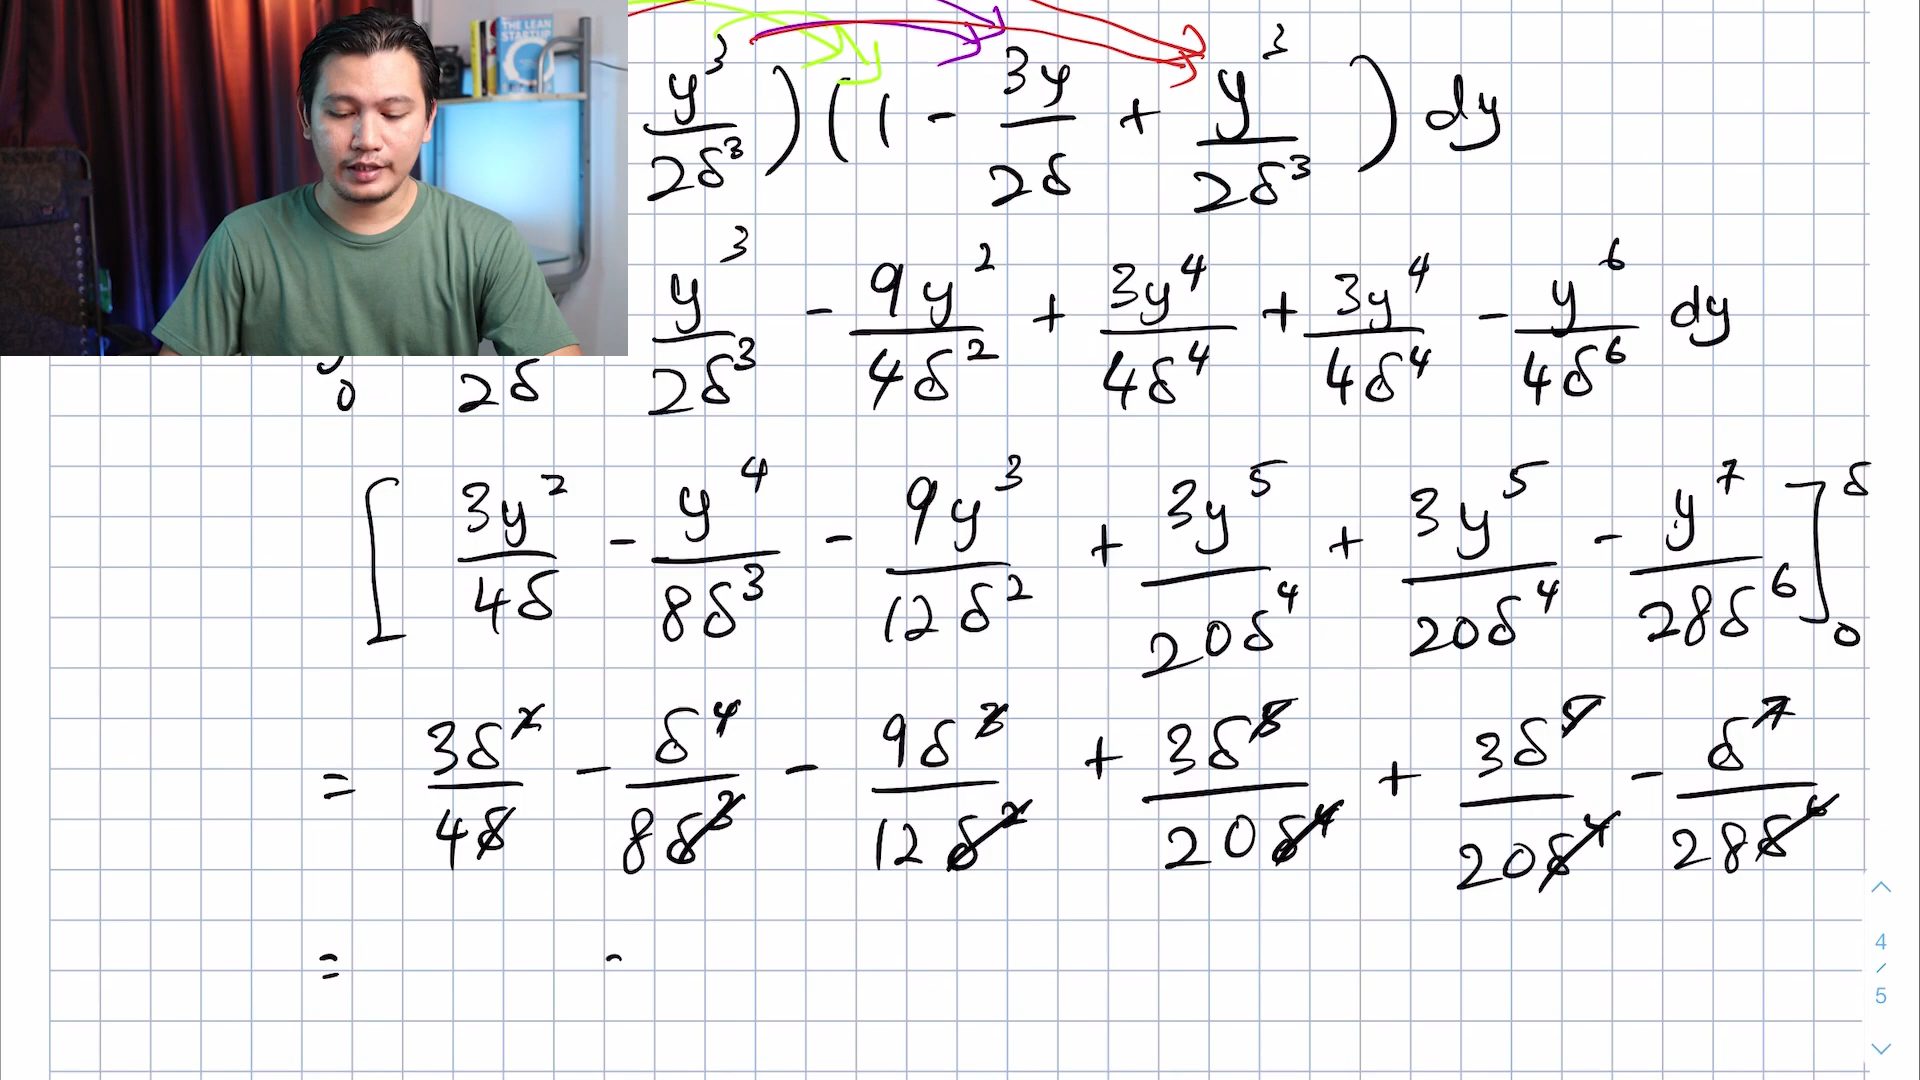 THE LEAN
STARTUP
y³/2δ³)(1 - 3y/2δ + y³/2δ³) dy
0 2δ y³/2δ³ - 9y²/4δ² + 3y⁴/4δ⁴ + 3y⁴/4δ⁴ - y⁶/4δ⁶ dy
[3y²/4δ - y⁴/8δ³ - 9y³/12δ² + 3y⁵/20δ⁴ + 3y⁵/20δ⁴ - y⁷/28δ⁶]₀^δ
= 3δ²/4δ - δ⁴/8δ³ - 9δ³/12δ² + 3δ⁵/20δ⁴ + 3δ⁵/20δ⁴ - δ⁷/28δ⁶
= -
4
/
5